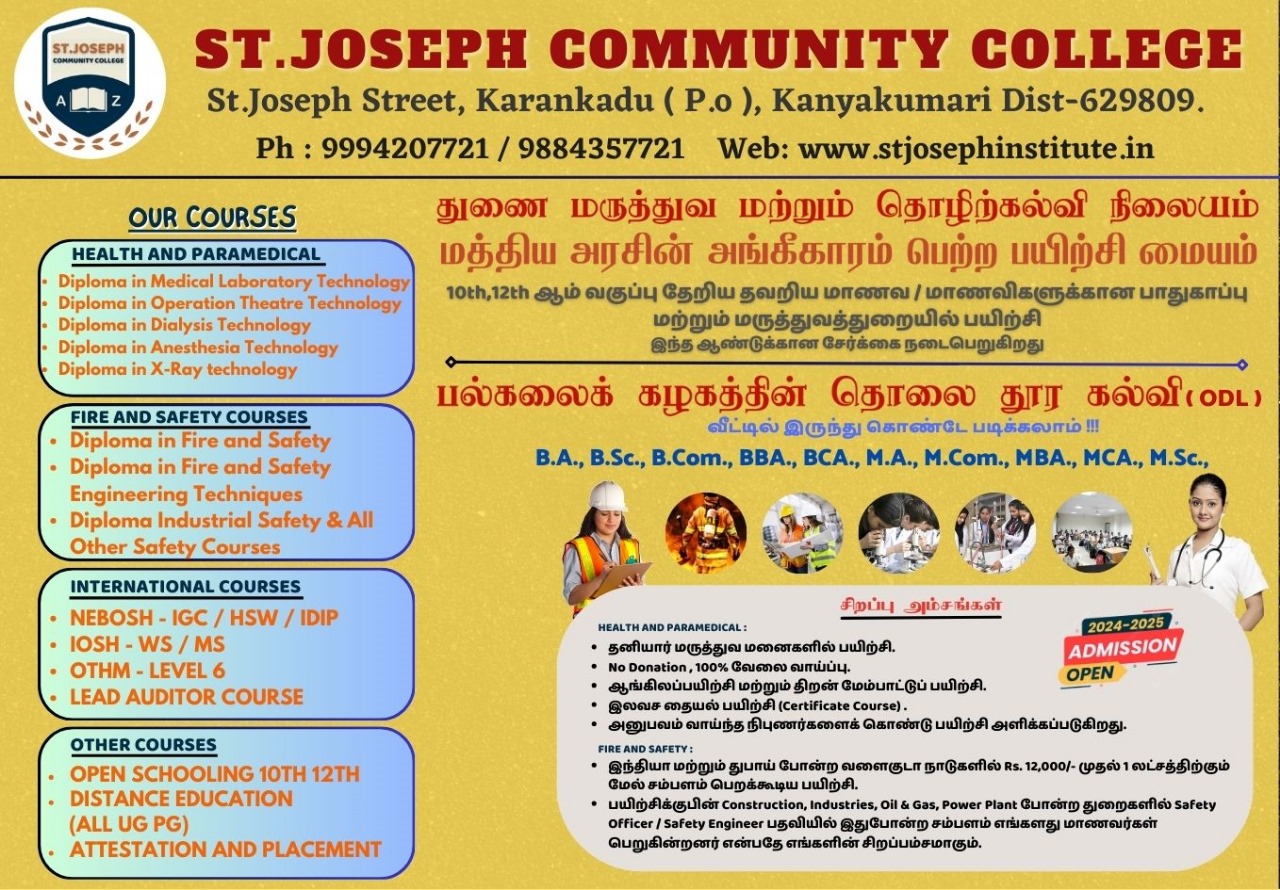 ST.JOSEPH
COMMUNITY COLLEGE
A Z
ST.JOSEPH COMMUNITY COLLEGE
St.Joseph Street, Karankadu ( P.o ), Kanyakumari Dist-629809.
Ph : 9994207721 / 9884357721 Web: www.stjosephinstitute.in
OUR COURSES
HEALTH AND PARAMEDICAL
• Diploma in Medical Laboratory Technology
• Diploma in Operation Theatre Technology
• Diploma in Dialysis Technology
• Diploma in Anesthesia Technology
• Diploma in X-Ray technology
FIRE AND SAFETY COURSES
• Diploma in Fire and Safety
• Diploma in Fire and Safety
Engineering Techniques
• Diploma Industrial Safety & All
Other Safety Courses
INTERNATIONAL COURSES
• NEBOSH - IGC / HSW / IDIP
• IOSH - WS / MS
• OTHM - LEVEL 6
• LEAD AUDITOR COURSE
OTHER COURSES
• OPEN SCHOOLING 10TH 12TH
• DISTANCE EDUCATION
(ALL UG PG)
• ATTESTATION AND PLACEMENT
துணை மருத்துவ மற்றும் தொழிற்கல்வி நிலையம்
மத்திய அரசின் அங்கீகாரம் பெற்ற பயிற்சி மையம்
10th,12th ஆம் வகுப்பு தேறிய தவறிய மாணவ / மாணவிகளுக்கான பாதுகாப்பு
மற்றும் மருத்துவத்துறையில் பயிற்சி
இந்த ஆண்டுக்கான சேர்க்கை நடைபெறுகிறது
பல்கலைக் கழகத்தின் தொலை தூர கல்வி( ODL )
வீட்டில் இருந்து கொண்டே படிக்கலாம் !!!
B.A., B.Sc., B.Com., BBA., BCA., M.A., M.Com., MBA., MCA., M.Sc.,
சிறப்பு அம்சங்கள்
2024-2025
ADMISSION
OPEN
HEALTH AND PARAMEDICAL :
• தனியார் மருத்துவ மனைகளில் பயிற்சி.
• No Donation , 100% வேலை வாய்ப்பு.
• ஆங்கிலப்பயிற்சி மற்றும் திறன் மேம்பாட்டுப் பயிற்சி.
• இலவச தையல் பயிற்சி (Certificate Course) .
• அனுபவம் வாய்ந்த நிபுணர்களைக் கொண்டு பயிற்சி அளிக்கப்படுகிறது.
FIRE AND SAFETY :
• இந்தியா மற்றும் துபாய் போன்ற வளைகுடா நாடுகளில் Rs. 12,000/- முதல் 1 லட்சத்திற்கும்
மேல் சம்பளம் பெறக்கூடிய பயிற்சி.
• பயிற்சிக்குபின் Construction, Industries, Oil & Gas, Power Plant போன்ற துறைகளில் Safety
Officer / Safety Engineer பதவியில் இதுபோன்ற சம்பளம் எங்களது மாணவர்கள்
பெறுகின்றனர் என்பதே எங்களின் சிறப்பம்சமாகும்.